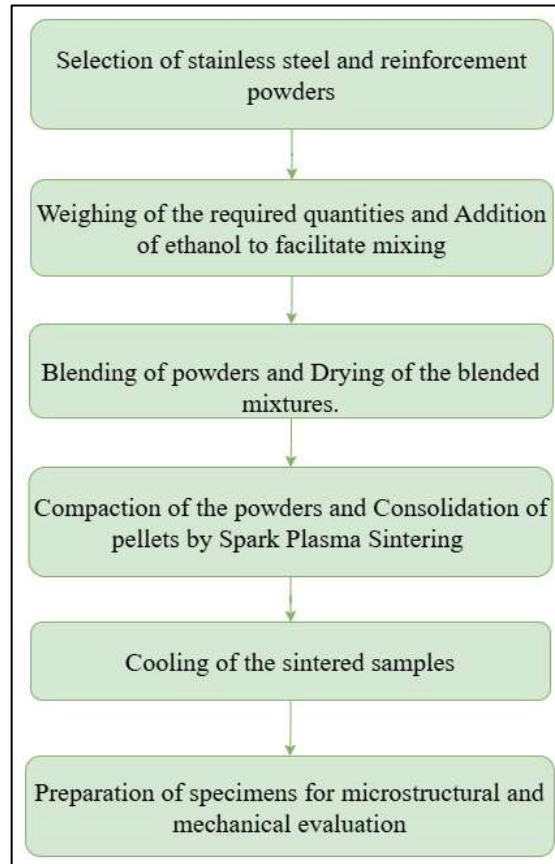 Selection of stainless steel and reinforcement
powders
Weighing of the required quantities and Addition
of ethanol to facilitate mixing
Blending of powders and Drying of the blended
mixtures.
Compaction of the powders and Consolidation of
pellets by Spark Plasma Sintering
Cooling of the sintered samples
Preparation of specimens for microstructural and
mechanical evaluation